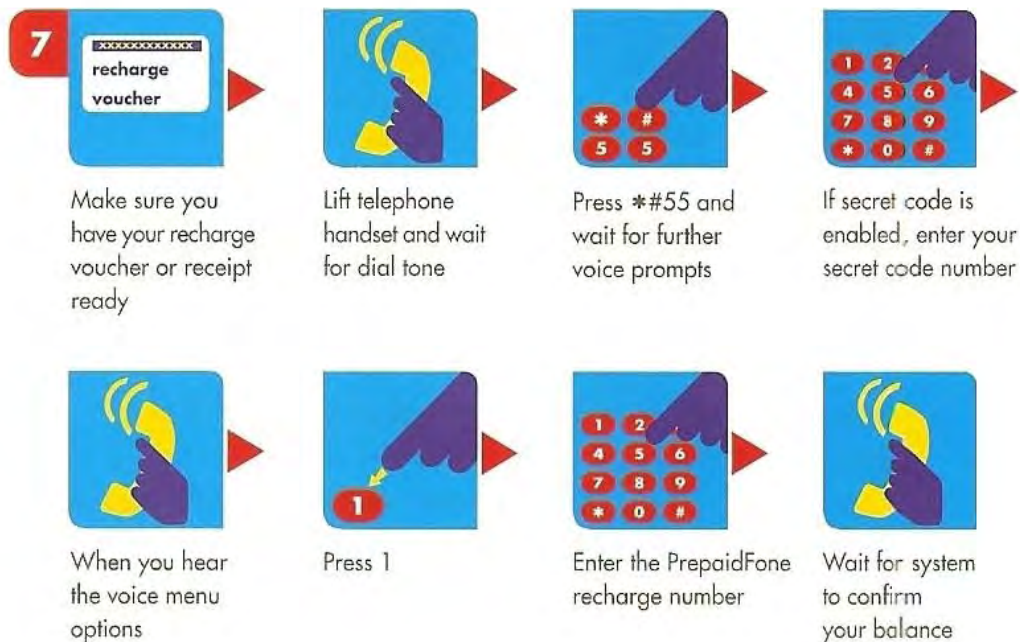 7
xxxxxxxxxxxx
recharge
voucher
* #
5 5
1 2
4 5 6
7 8 9
* 0 #
Make sure you
have your recharge
voucher or receipt
ready
Lift telephone
handset and wait
for dial tone
Press *#55 and
wait for further
voice prompts
If secret code is
enabled, enter your
secret code number
1
1 2
4 5 6
7 8 9
* 0 #
When you hear
the voice menu
options
Press 1
Enter the PrepaidFone
recharge number
Wait for system
to confirm
your balance